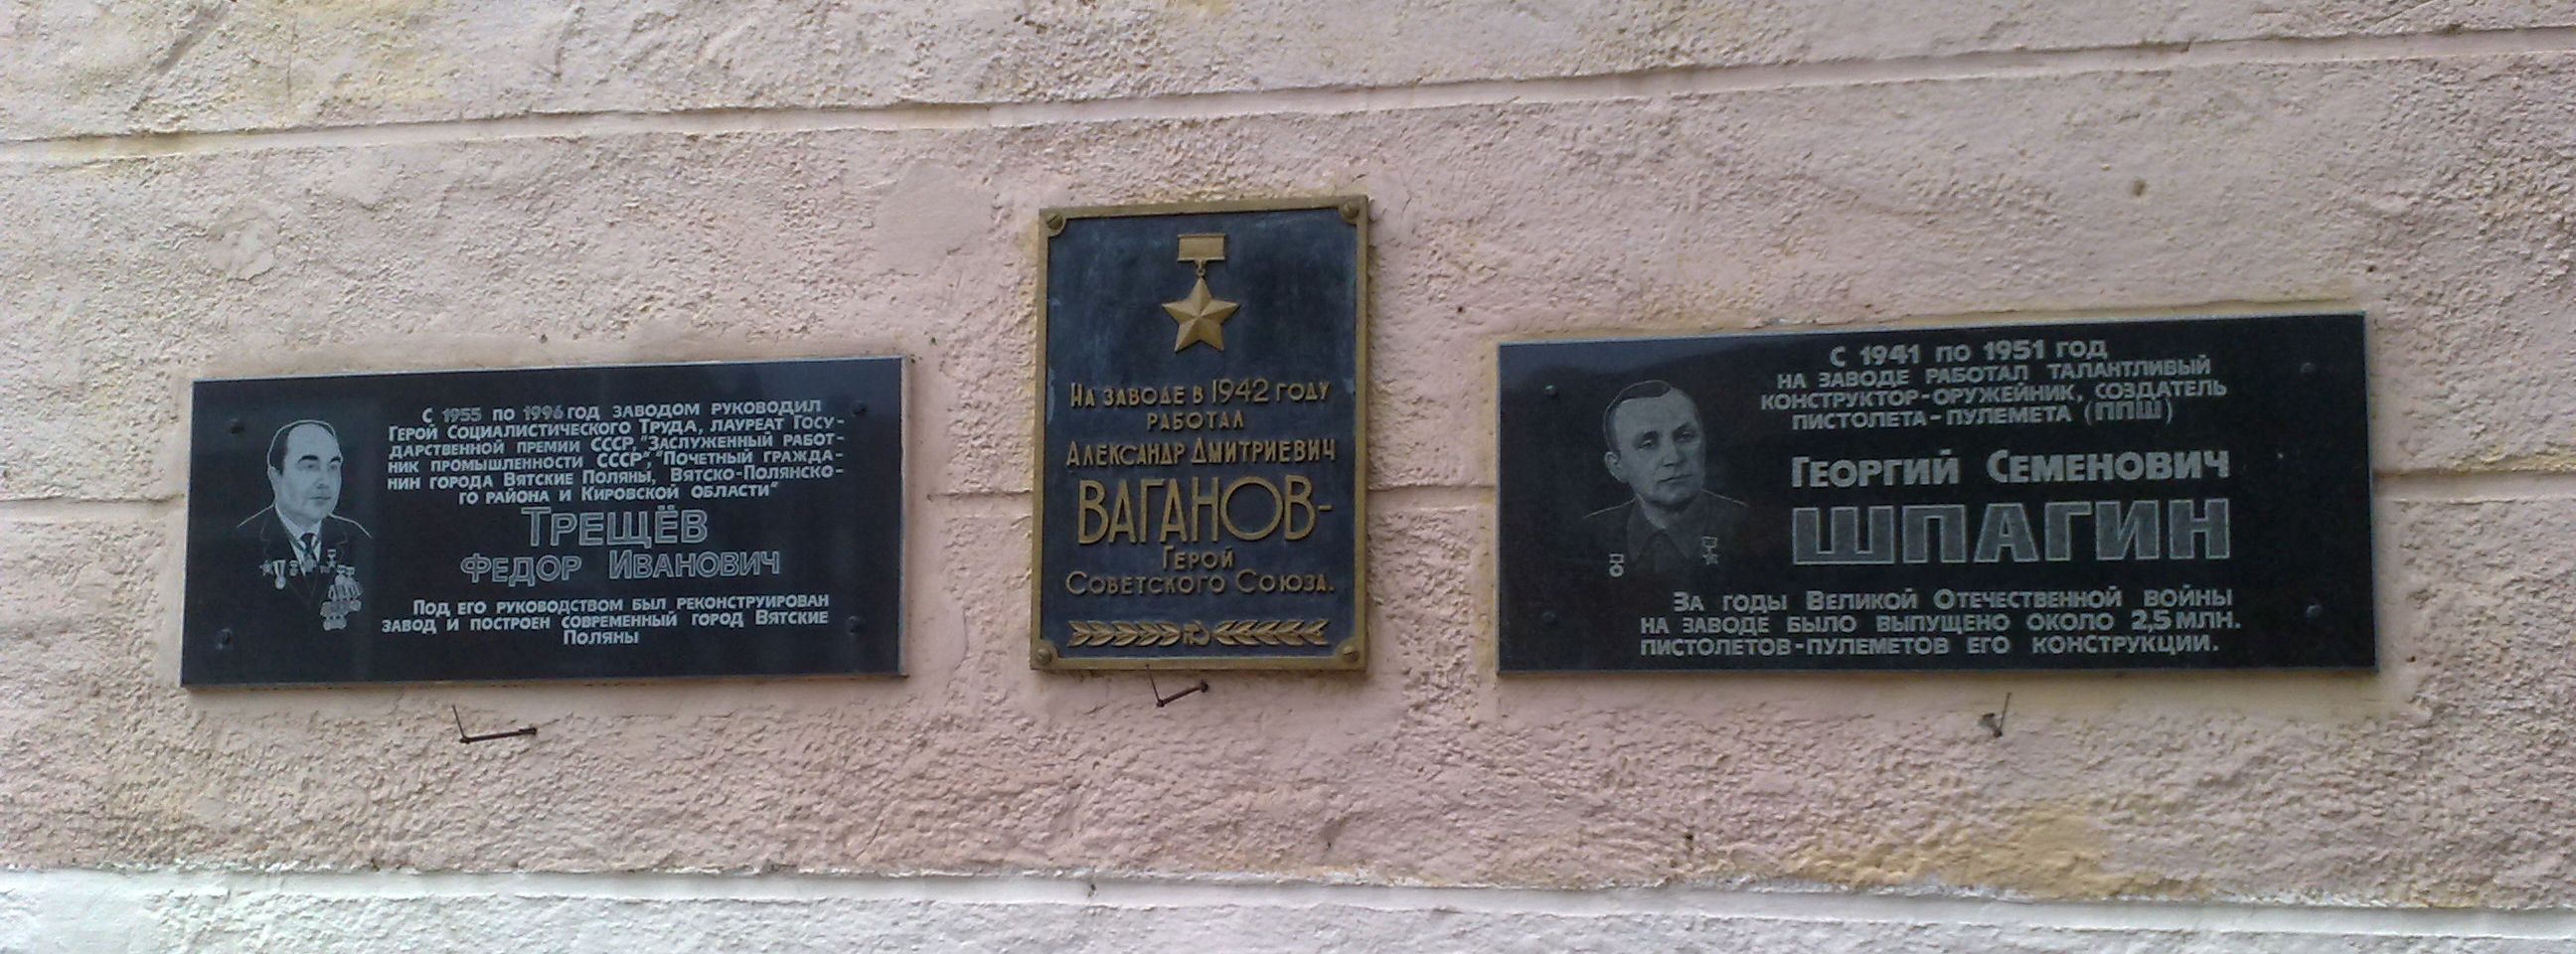 С 1955 по 1996 год заводом руководил
Герой Социалистического Труда, лауреат Госу-
дарственной премии СССР, "Заслуженный работ-
ник промышленности СССР", "Почетный гражда-
нин города Вятские Поляны, Вятско-Полянско-
го района и Кировской области"
Трещёв
Федор Иванович
Под его руководством был реконструирован
завод и построен современный город Вятские
Поляны
На заводе в 1942 году
работал
Александр Дмитриевич
ВАГАНОВ-
Герой
Советского Союза.
С 1941 по 1951 год
на заводе работал талантливый
конструктор-оружейник, создатель
пистолета-пулемета (ППШ)
Георгий Семенович
ШПАГИН
За годы Великой Отечественной войны
на заводе было выпущено около 2,5 млн.
пистолетов-пулеметов его конструкции.